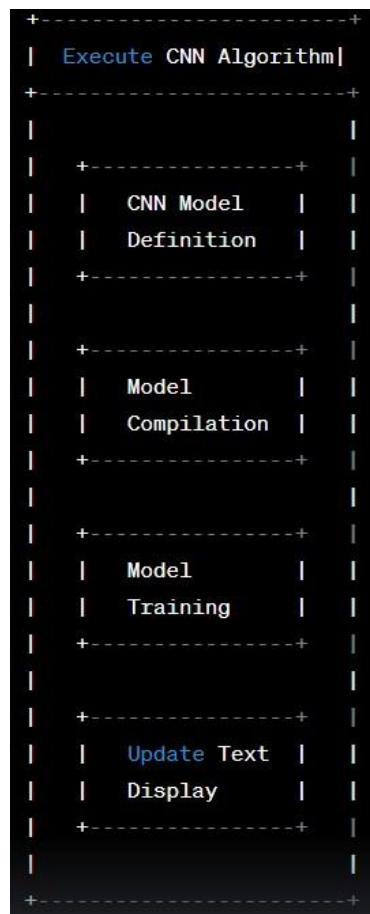 Execute CNN Algorithm
CNN Model
Definition
Model
Compilation
Model
Training
Update Text
Display